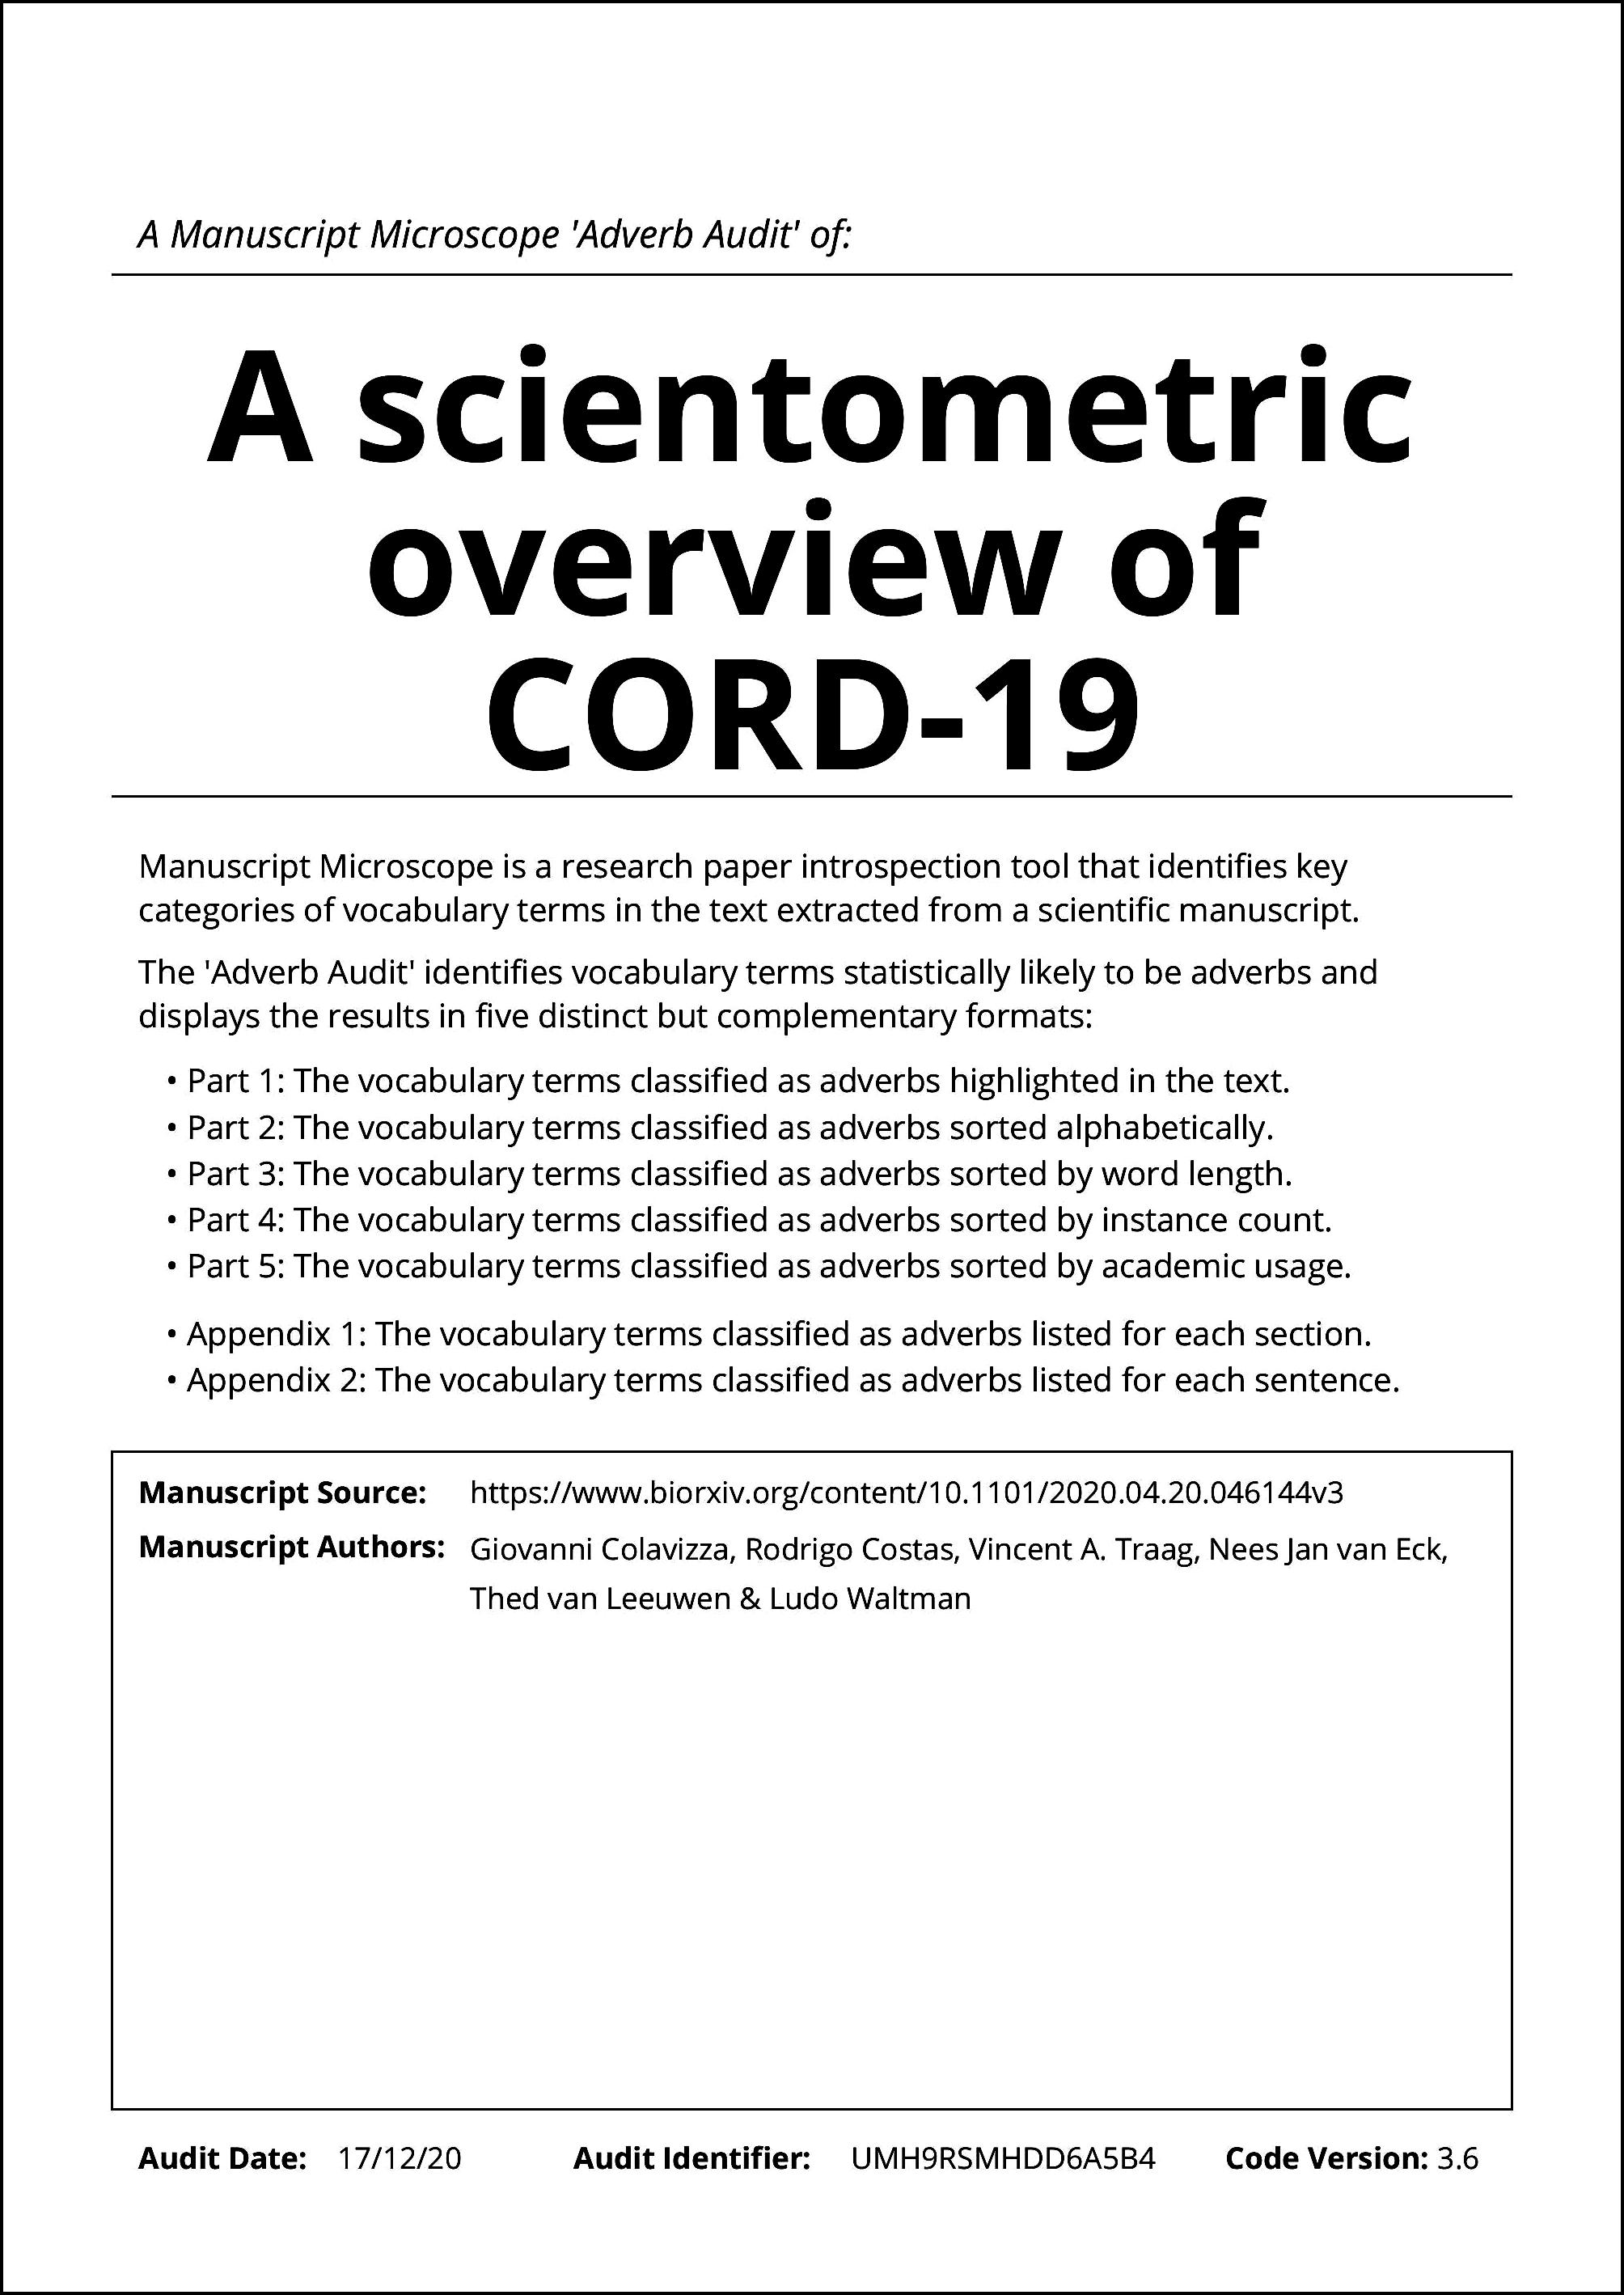 A Manuscript Microscope 'Adverb Audit' of:
A scientometric
overview of
CORD-19
Manuscript Microscope is a research paper introspection tool that identifies key
categories of vocabulary terms in the text extracted from a scientific manuscript.
The 'Adverb Audit' identifies vocabulary terms statistically likely to be adverbs and
displays the results in five distinct but complementary formats:
• Part 1: The vocabulary terms classified as adverbs highlighted in the text.
• Part 2: The vocabulary terms classified as adverbs sorted alphabetically.
• Part 3: The vocabulary terms classified as adverbs sorted by word length.
• Part 4: The vocabulary terms classified as adverbs sorted by instance count.
• Part 5: The vocabulary terms classified as adverbs sorted by academic usage.
• Appendix 1: The vocabulary terms classified as adverbs listed for each section.
• Appendix 2: The vocabulary terms classified as adverbs listed for each sentence.
Manuscript Source: https://www.biorxiv.org/content/10.1101/2020.04.20.046144v3
Manuscript Authors: Giovanni Colavizza, Rodrigo Costas, Vincent A. Traag, Nees Jan van Eck,
Thed van Leeuwen & Ludo Waltman
Audit Date: 17/12/20 Audit Identifier: UMH9RSMHDD6A5B4 Code Version: 3.6